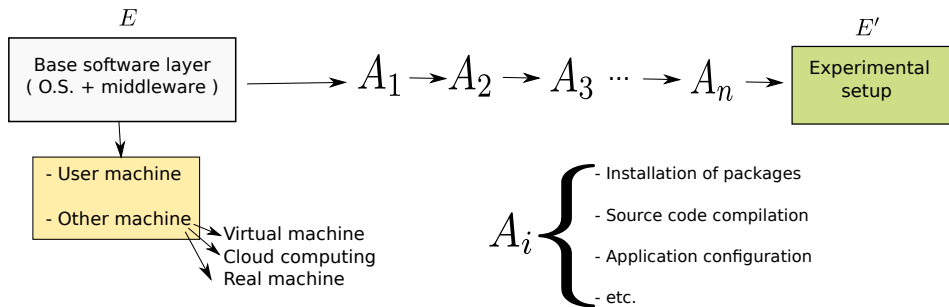 E
Base software layer
( O.S. + middleware )
A₁ A₂ A₃ ... Aₙ
E'
Experimental
setup
- User machine
- Other machine
Virtual machine
Cloud computing
Real machine
Aᵢ
- Installation of packages
- Source code compilation
- Application configuration
- etc.